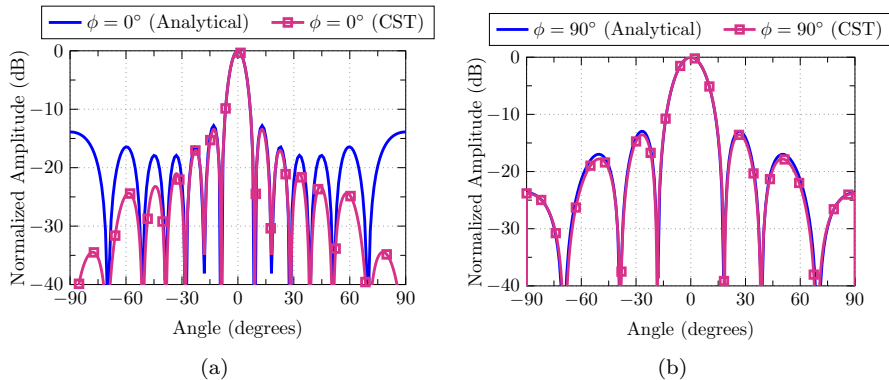 ϕ = 0° (Analytical) ϕ = 0° (CST)
0
−10
−20
−30
−40
−90 −60 −30 0 30 60 90
Normalized Amplitude (dB)
Angle (degrees)
(a)
ϕ = 90° (Analytical) ϕ = 90° (CST)
0
−10
−20
−30
−40
−90 −60 −30 0 30 60 90
Normalized Amplitude (dB)
Angle (degrees)
(b)